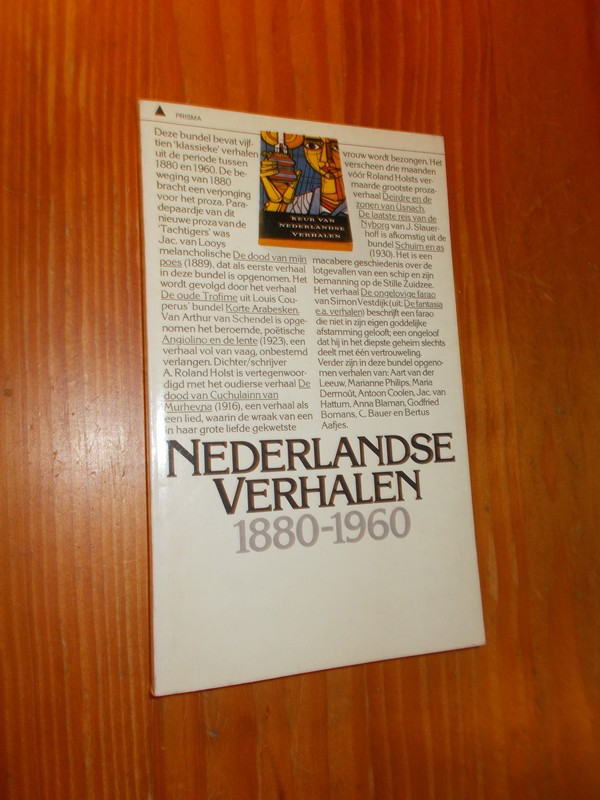 PRISMA
Deze bundel bevat vijf-
tien 'klassieke' verhalen
uit de periode tussen
1880 en 1960. De be-
weging van 1880
bracht een verjonging
voor het proza. Para-
depaardje van dit
nieuwe proza van de
'Tachtigers' was
Jac. van Looys
melancholische De dood van mijn
poes (1889), dat als eerste verhaal
in deze bundel is opgenomen. Het
wordt gevolgd door het verhaal
De oude Trofime uit Louis Cou-
perus' bundel Korte Arabesken.
Van Arthur van Schendel is opge-
nomen het beroemde, poëtische
Angiolino en de lente (1923), een
verhaal vol van vaag, onbestemd
verlangen. Dichter/schrijver
A. Roland Holst is vertegenwoor-
digd met het oudierse verhaal De
dood van Cuchulainn van
Murhevna (1916), een verhaal als
een lied, waarin de wraak van een
in haar grote liefde gekwetste
vrouw wordt bezongen. Het
verscheen drie maanden
vóór Roland Holsts ver-
maarde grootste proza-
verhaal Deirdre en de
zonen van Usnach.
De laatste reis van de
Nyborg van J. Slauer-
hoff is afkomstig uit de
bundel Schuim en as
(1930). Het is een
macabere geschiedenis over de
lotgevallen van een schip en zijn
bemanning op de Stille Zuidzee.
Het verhaal De ongelovige farao
van Simon Vestdijk (uit: De fantasia
e.a. verhalen) beschrijft een farao
die niet in zijn eigen goddelijke
afstamming gelooft; een ongeloof
dat hij in het diepste geheim slechts
deelt met één vertrouweling.
Verder zijn in deze bundel opgeno-
men verhalen van: Aart van der
Leeuw, Marianne Philips, Maria
Dermoût, Antoon Coolen, Jac. van
Hattum, Anna Blaman, Godfried
Bomans, C. Bauer en Bertus
Aafjes.
KEUR VAN
NEDERLANDSE
VERHALEN
NEDERLANDSE
VERHALEN
1880-1960